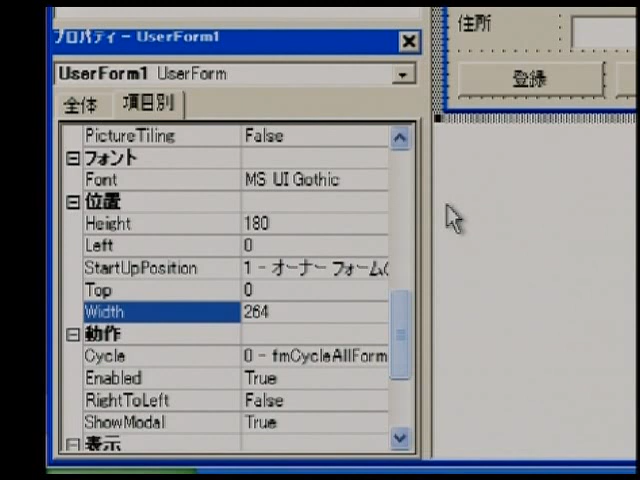 住所
プロパティ - UserForm1
UserForm1 UserForm
登録
全体 項目別
PictureTiling False
フォント
Font MS UI Gothic
位置
Height 180
Left 0
StartUpPosition 1 - オーナー フォームの
Top 0
Width 264
動作
Cycle 0 - fmCycleAllForm
Enabled True
RightToLeft False
ShowModal True
表示